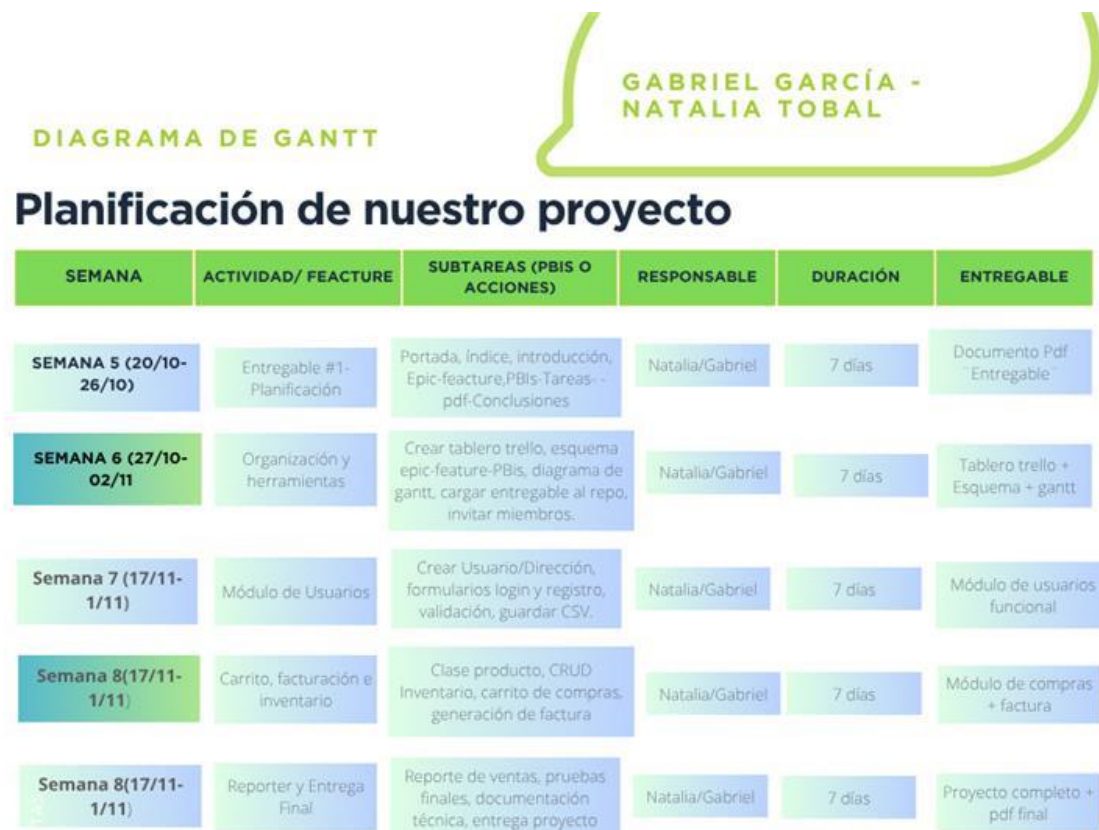 GABRIEL GARCÍA -
NATALIA TOBAL
DIAGRAMA DE GANTT
Planificación de nuestro proyecto
SEMANA
ACTIVIDAD/ FEACTURE
SUBTAREAS (PBIS O
ACCIONES)
RESPONSABLE
DURACIÓN
ENTREGABLE
SEMANA 5 (20/10-
26/10)
Entregable #1-
Planificación
Portada, índice, introducción,
Epic-feacture,PBIs-Tareas- -
pdf-Conclusiones
Natalia/Gabriel
7 días
Documento Pdf
¨Entregable¨
SEMANA 6 (27/10-
02/11
Organización y
herramientas
Crear tablero trello, esquema
epic-feature-PBis, diagrama de
gantt, cargar entregable al repo,
invitar miembros.
Natalia/Gabriel
7 días
Tablero trello +
Esquema + gantt
Semana 7 (17/11-
1/11)
Módulo de Usuarios
Crear Usuario/Dirección,
formularios login y registro,
validación, guardar CSV.
Natalia/Gabriel
7 días
Módulo de usuarios
funcional
Semana 8(17/11-
1/11)
Carrito, facturación e
inventario
Clase producto, CRUD
Inventario, carrito de compras,
generación de factura
Natalia/Gabriel
7 días
Módulo de compras
+ factura
Semana 8(17/11-
1/11)
Reporter y Entrega
Final
Reporte de ventas, pruebas
finales, documentación
técnica, entrega proyecto
Natalia/Gabriel
7 días
Proyecto completo +
pdf final